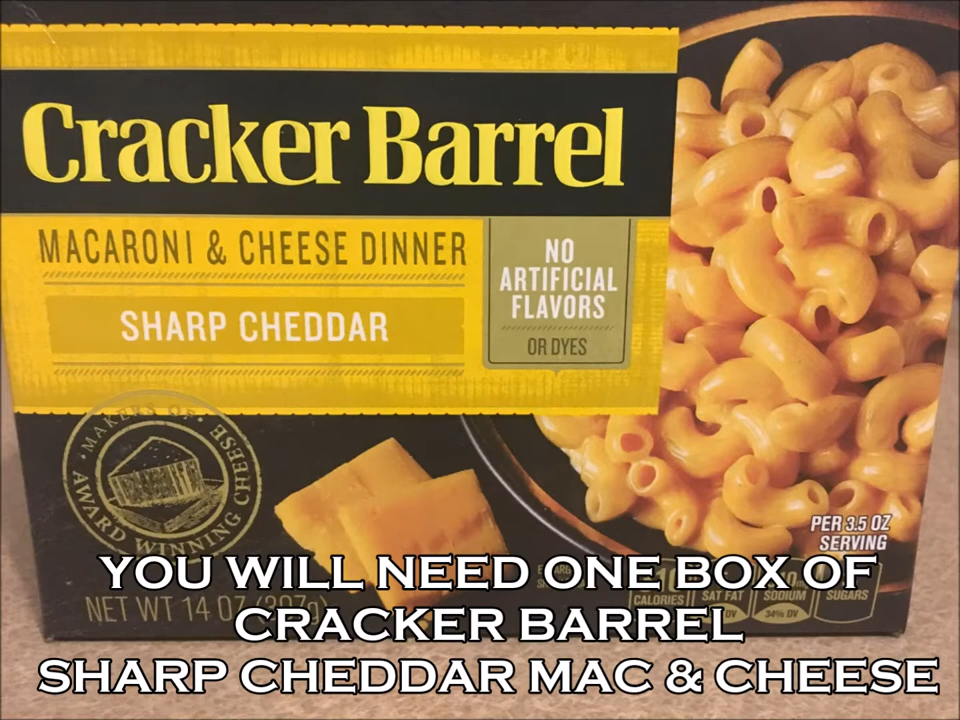 Cracker Barrel
MACARONI & CHEESE DINNER
SHARP CHEDDAR
NO
ARTIFICIAL
FLAVORS
OR DYES
MAKERS OF
AWARD WINNING CHEESE
PER 3.5 OZ
SERVING
CALORIES
SAT FAT
DV
SODIUM
34% DV
SUGARS
NET WT 14 OZ
YOU WILL NEED ONE BOX OF
CRACKER BARREL
SHARP CHEDDAR MAC & CHEESE